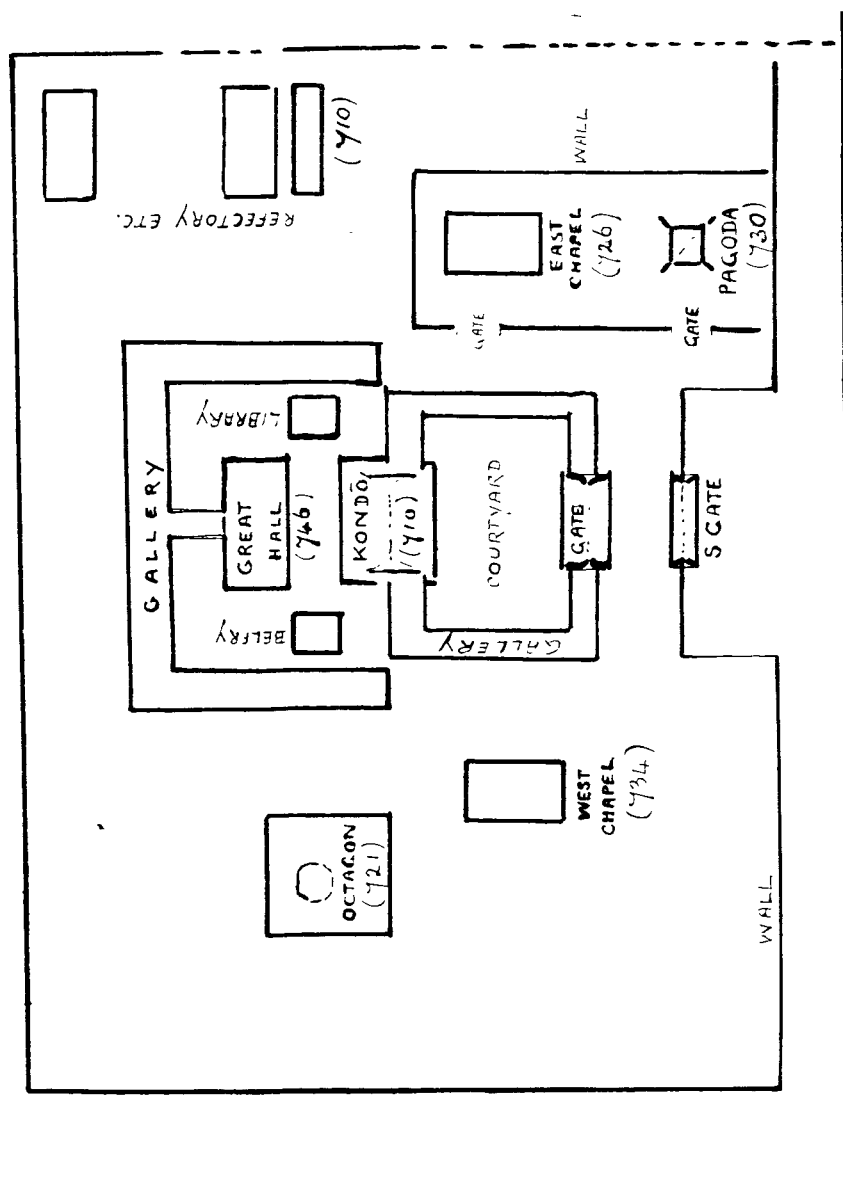 WALL
REFECTORY ETC.
(710)
EAST
CHAPEL
(726)
PAGODA
(730)
GATE
GATE
GALLERY
LIBRARY
GREAT
HALL
(746)
BELFRY
KONDŌ
(710)
COURTYARD
GALLERY
GATE
S GATE
OCTAGON
(721)
WEST
CHAPEL
(734)
WALL